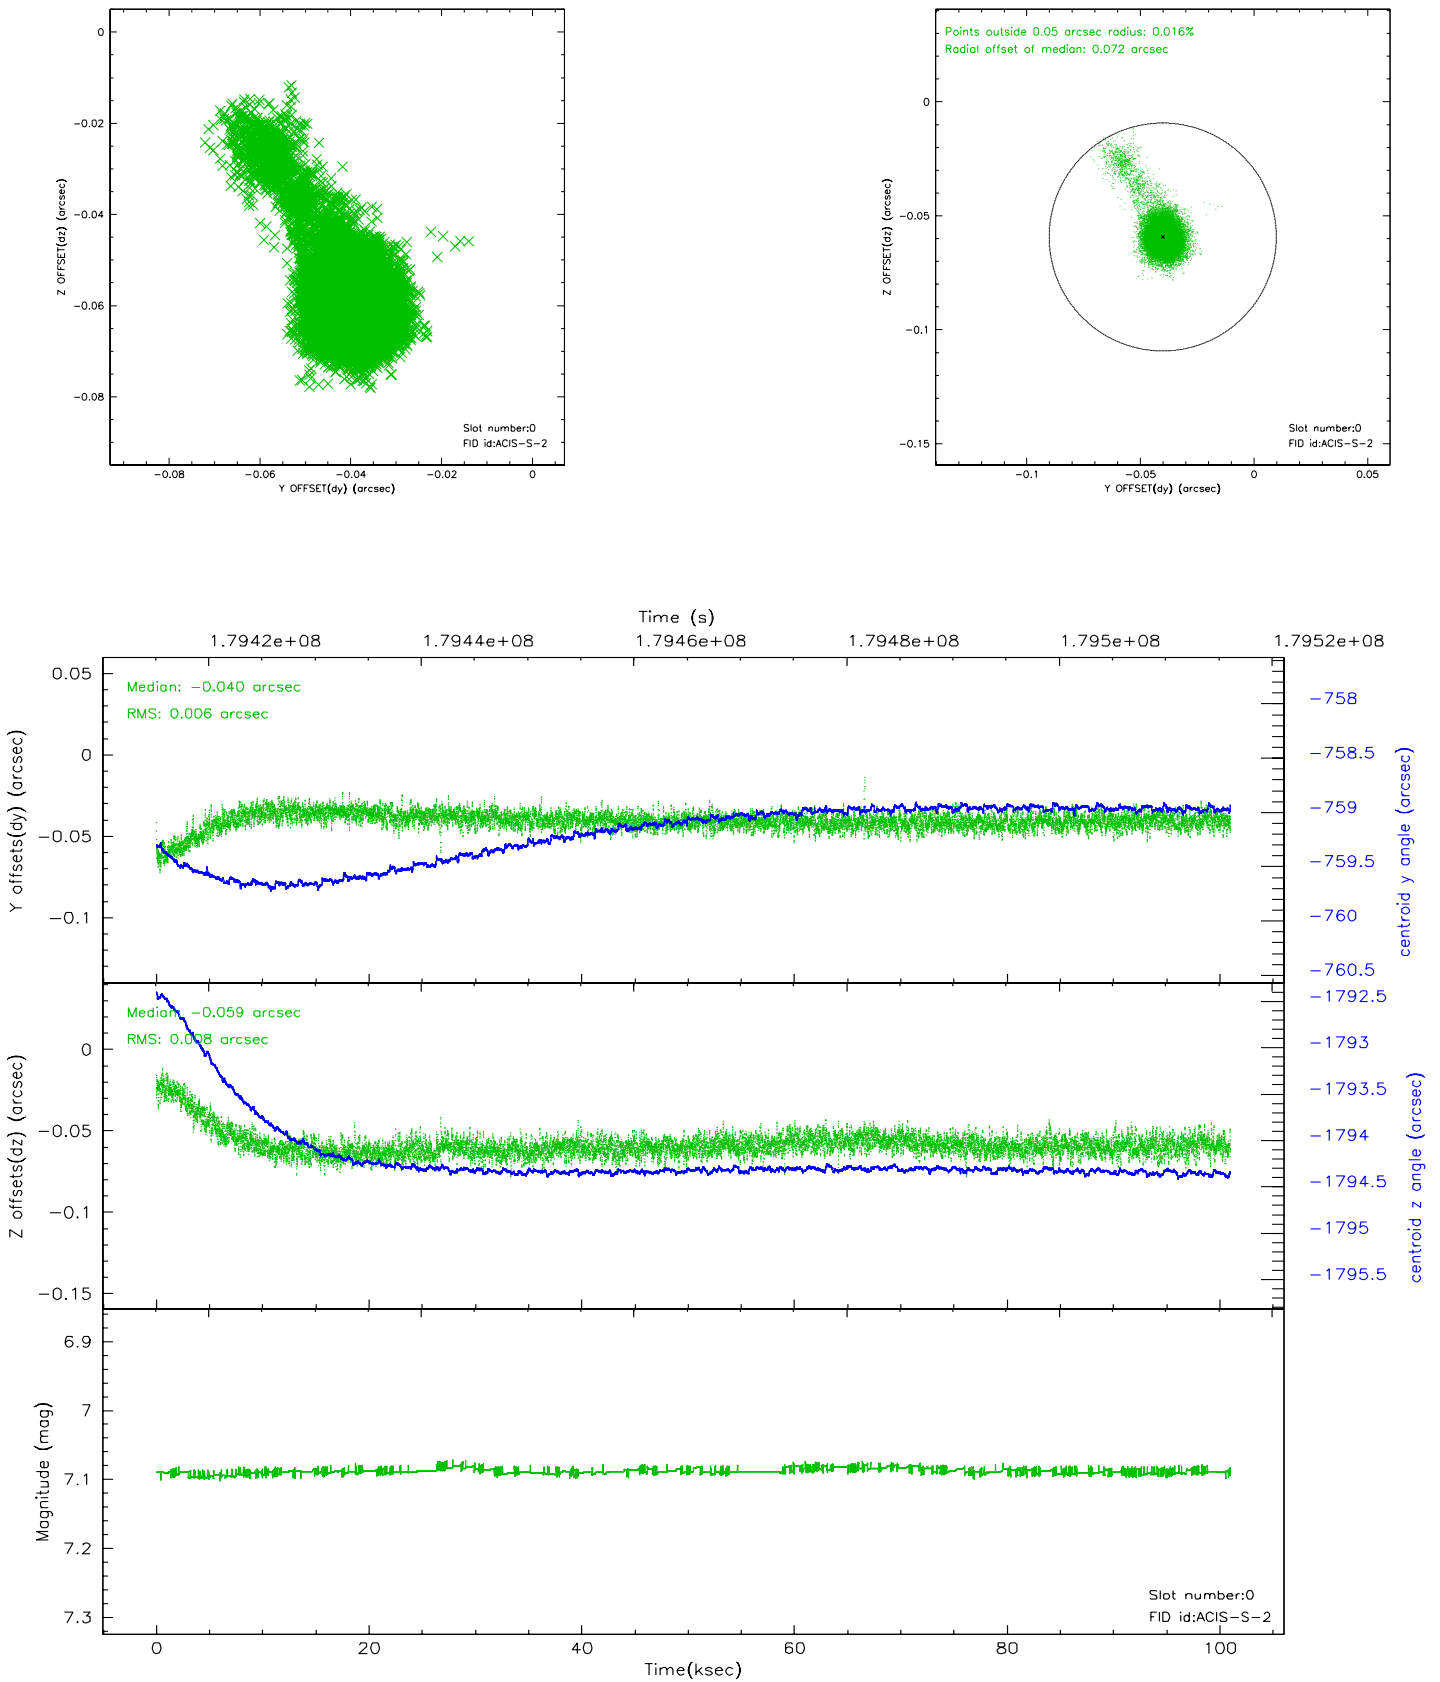 0
−0.02
−0.04
−0.06
−0.08
Z OFFSET(dz) (arcsec)
Slot number:0
FID id:ACIS−S−2
−0.08 −0.06 −0.04 −0.02 0
Y OFFSET(dy) (arcsec)
Points outside 0.05 arcsec radius: 0.016%
Radial offset of median: 0.072 arcsec
0
−0.05
−0.1
−0.15
Z OFFSET(dz) (arcsec)
Slot number:0
FID id:ACIS−S−2
−0.1 −0.05 0 0.05
Y OFFSET(dy) (arcsec)
Time (s)
1.7942e+08 1.7944e+08 1.7946e+08 1.7948e+08 1.795e+08 1.7952e+08
0.05
0
−0.05
−0.1
Y offsets(dy) (arcsec)
Median: −0.040 arcsec
RMS: 0.006 arcsec
−758
−758.5
−759
−759.5
−760
−760.5
centroid y angle (arcsec)
0
−0.05
−0.1
−0.15
Z offsets(dz) (arcsec)
Median: −0.059 arcsec
RMS: 0.008 arcsec
−1792.5
−1793
−1793.5
−1794
−1794.5
−1795
−1795.5
centroid z angle (arcsec)
6.9
7
7.1
7.2
7.3
Magnitude (mag)
Slot number:0
FID id:ACIS−S−2
0 20 40 60 80 100
Time(ksec)